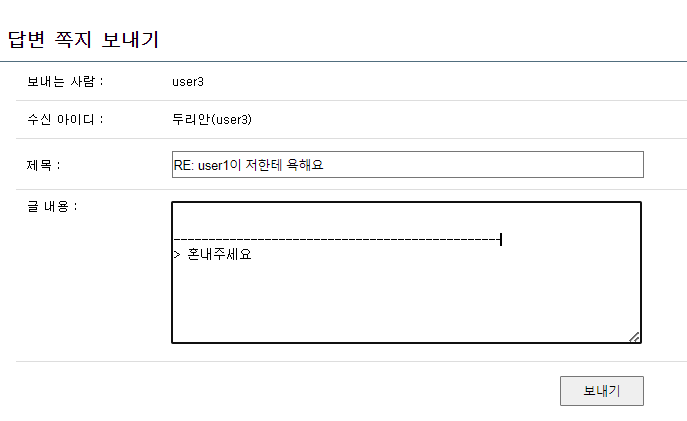 답변 쪽지 보내기
보내는 사람 : user3
수신 아이디 : 두리안(user3)
제목 : RE: user1이 저한테 욕해요
글 내용 :
-----------------------------------------------
> 혼내주세요
보내기